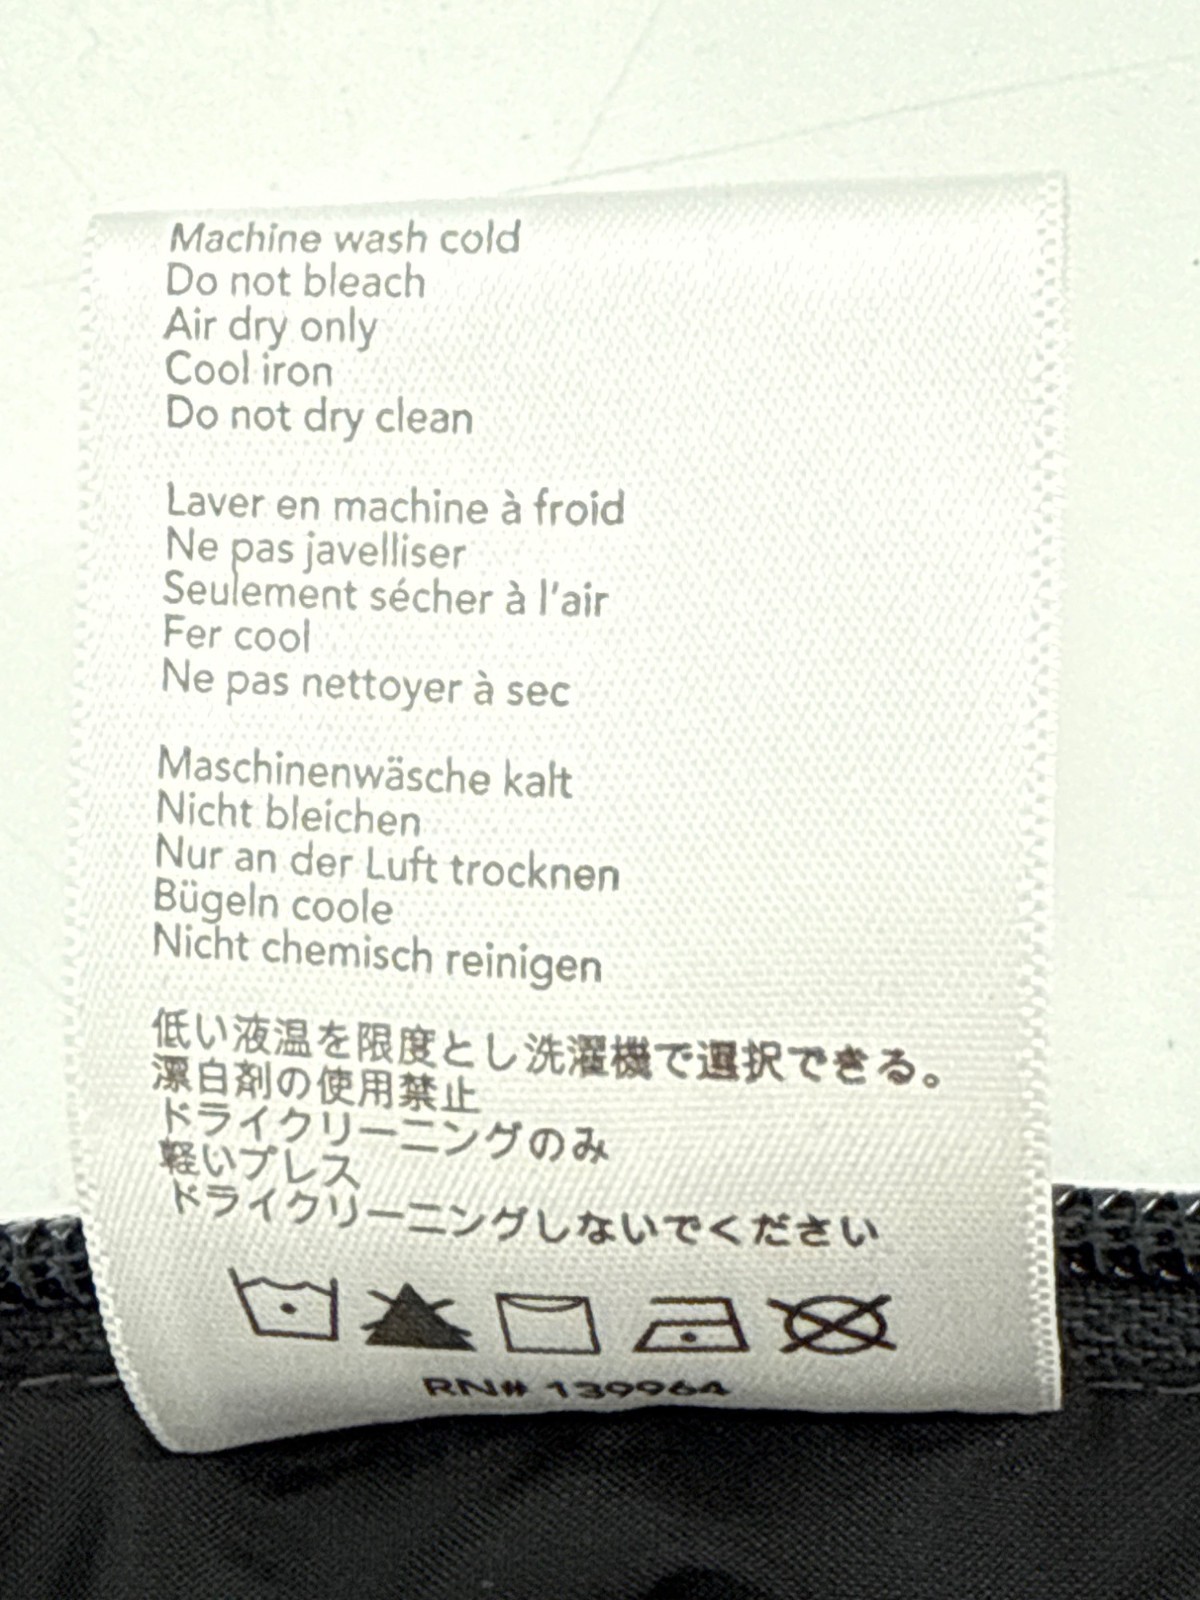 Machine wash cold
Do not bleach
Air dry only
Cool iron
Do not dry clean
Laver en machine à froid
Ne pas javelliser
Seulement sécher à l'air
Fer cool
Ne pas nettoyer à sec
Maschinenwäsche kalt
Nicht bleichen
Nur an der Luft trocknen
Bügeln coole
Nicht chemisch reinigen
低い液温を限度とし洗濯機で選択できる。
漂白剤の使用禁止
ドライクリーニングのみ
軽いプレス
ドライクリーニングしないでください
RN# 139964